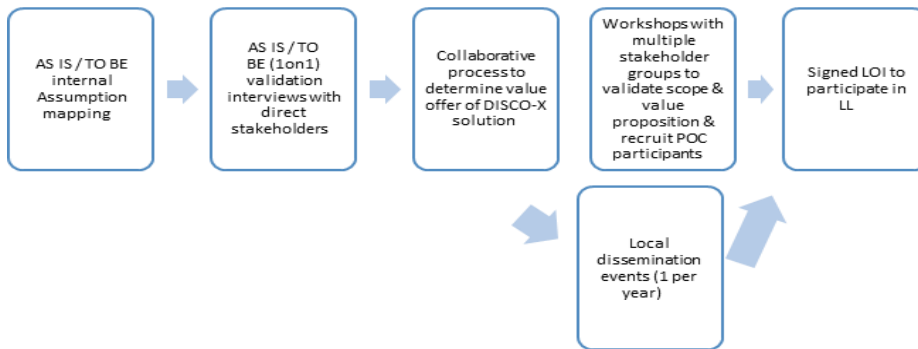 AS IS / TO BE
internal
Assumption
mapping
AS IS / TO
BE (1on1)
validation
interviews with
direct
stakeholders
Collaborative
process to
determine value
offer of DISCO-X
solution
Workshops with
multiple
stakeholder
groups to
validate scope &
value
proposition &
recruit POC
participants
Signed LOI to
participate in
LL
Local
dissemination
events (1 per
year)